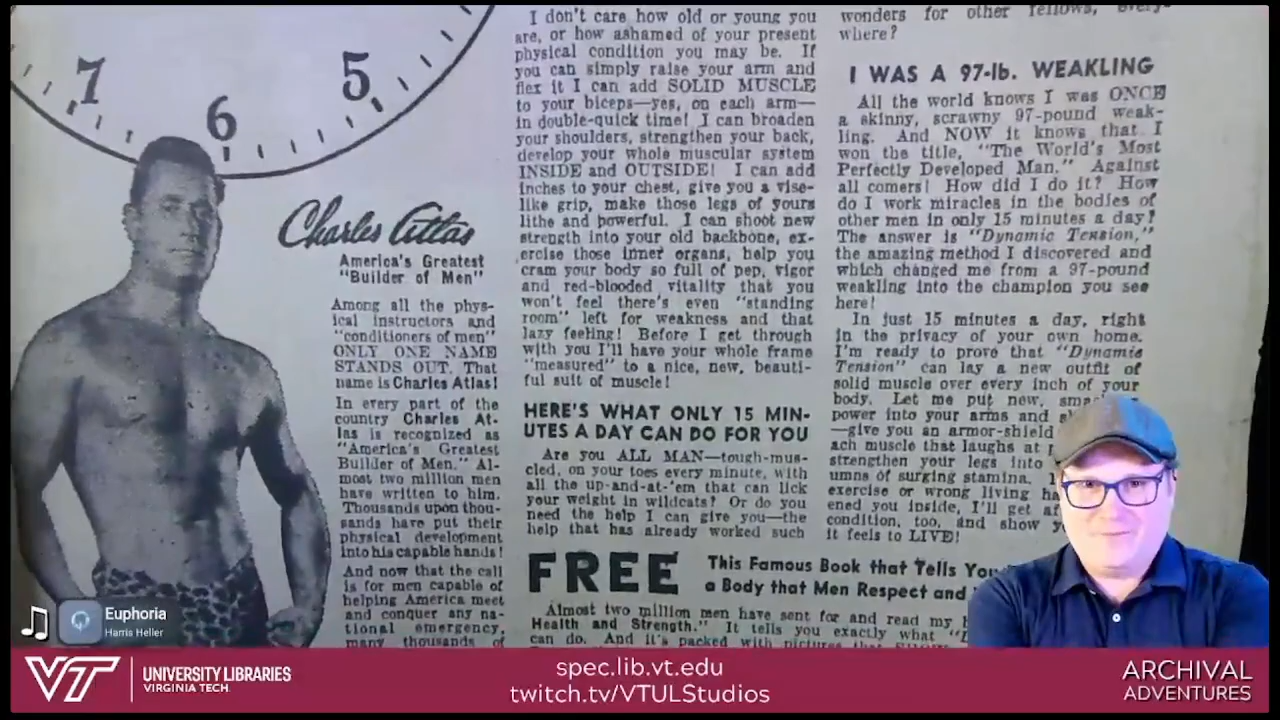 7
6
5
Charles Atlas
America's Greatest
"Builder of Men"
Among all the phys-
ical instructors and
"conditioners of men"
ONLY ONE NAME
STANDS OUT. That
name is Charles Atlas!
In every part of the
country Charles At-
las is recognized as
"America's Greatest
Builder of Men." Al-
most two million men
have written to him.
Thousands upon thou-
sands have put their
physical development
into his capable hands!
And now that the call
is for men capable of
helping America meet
and conquer any na-
tional emergency,
many thousands of
I don't care how old or young you
are, or how ashamed of your present
physical condition you may be. If
you can simply raise your arm and
flex it I can add SOLID MUSCLE
to your biceps—yes, on each arm—
in double-quick time! I can broaden
your shoulders, strengthen your back,
develop your whole muscular system
INSIDE and OUTSIDE! I can add
inches to your chest, give you a vise-
like grip, make those legs of yours
lithe and powerful. I can shoot new
strength into your old backbone, ex-
ercise those inner organs, help you
cram your body so full of pep, vigor
and red-blooded vitality that you
won't feel there's even "standing
room" left for weakness and that
lazy feeling! Before I get through
with you I'll have your whole frame
"measured" to a nice, new, beauti-
ful suit of muscle!
HERE'S WHAT ONLY 15 MIN-
UTES A DAY CAN DO FOR YOU
Are you ALL MAN—tough-mus-
cled, on your toes every minute, with
all the up-and-at-'em that can lick
your weight in wildcats? Or do you
need the help I can give you—the
help that has already worked such
wonders for other fellows, every-
where?
I WAS A 97-lb. WEAKLING
All the world knows I was ONCE
a skinny, scrawny 97-pound weak-
ling. And NOW it knows that I
won the title, "The World's Most
Perfectly Developed Man." Against
all comers! How did I do it? How
do I work miracles in the bodies of
other men in only 15 minutes a day?
The answer is "Dynamic Tension,"
the amazing method I discovered and
which changed me from a 97-pound
weakling into the champion you see
here!
In just 15 minutes a day, right
in the privacy of your own home.
I'm ready to prove that "Dynamic
Tension" can lay a new outfit of
solid muscle over every inch of your
body. Let me put new,
power into your arms and
—give you an armor-shield
ach muscle that laughs at
strengthen your legs into
umns of surging stamina.
exercise or wrong living
ened you inside, I'll get
condition, too, and show
it feels to LIVE!
FREE
This Famous Book that Tells You
a Body that Men Respect and
Almost two million men have sent for and read my
Health and Strength." It tells you exactly what
can do. And it's packed with pictures that
Euphoria
Harris Heller
VT
UNIVERSITY LIBRARIES
VIRGINIA TECH.
spec.lib.vt.edu
twitch.tv/VTULStudios
ARCHIVAL
ADVENTURES